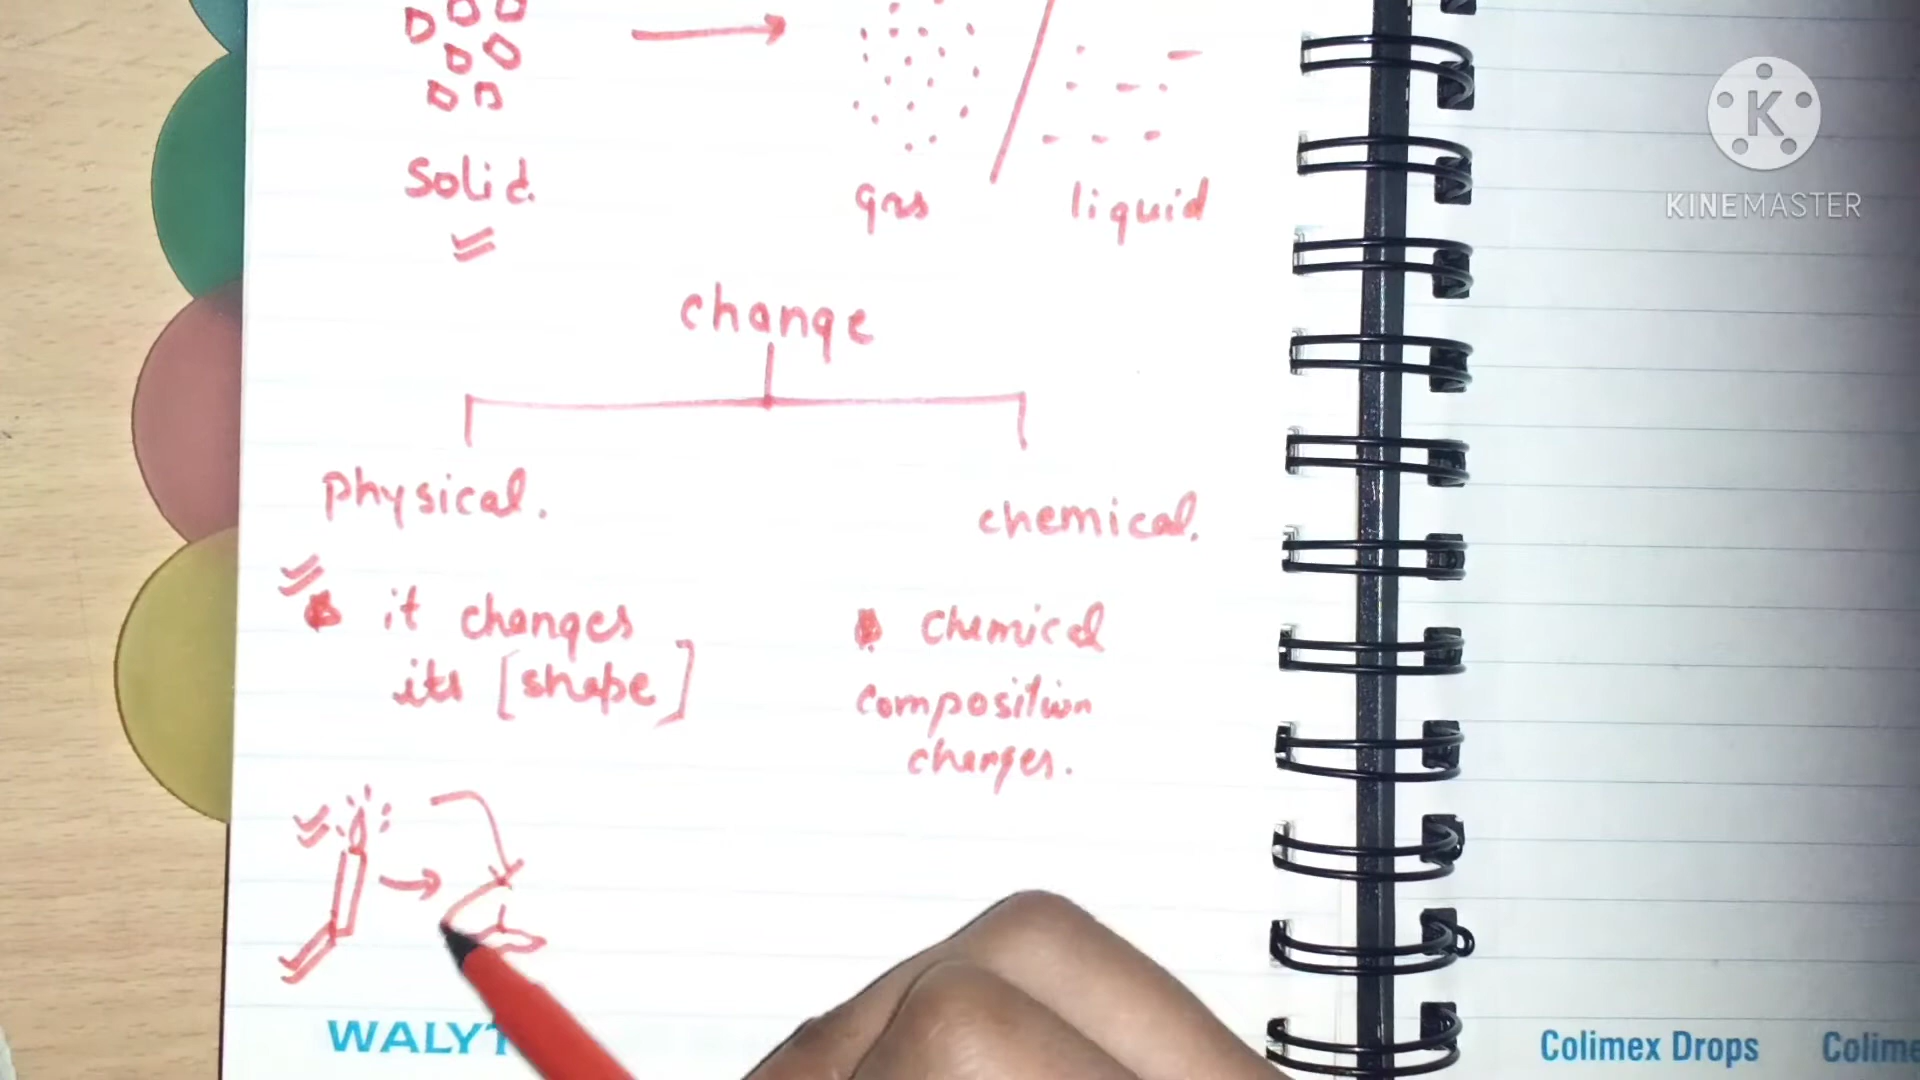 Solid.
gas
liquid
change
physical.
chemical.
it changes
its [shape]
chemical
composition
changes.
KINEMASTER
WALYT
Colimex Drops
Colime